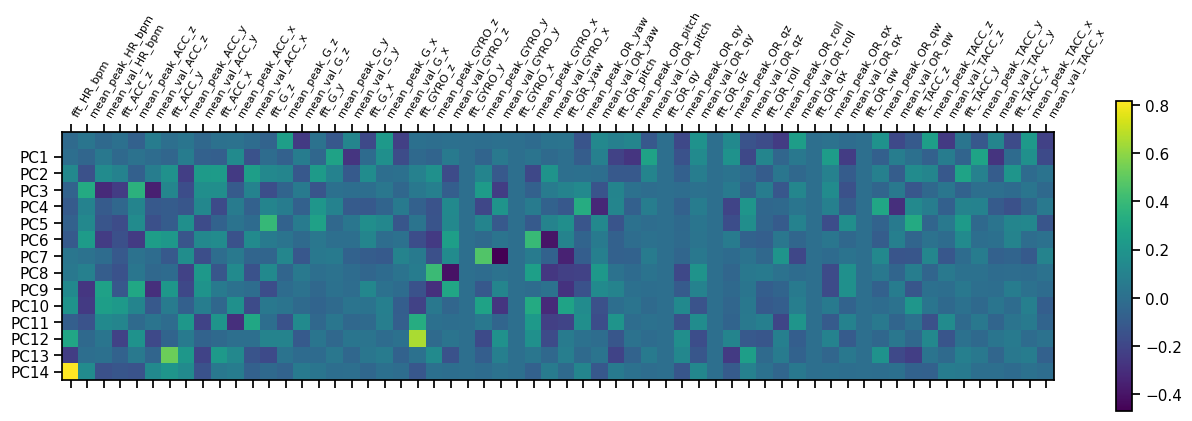 fft_HR_bpm
mean_peak_HR_bpm
mean_val_HR_bpm
fft_ACC_z
mean_peak_ACC_z
mean_val_ACC_z
fft_ACC_y
mean_peak_ACC_y
mean_val_ACC_y
fft_ACC_x
mean_peak_ACC_x
mean_val_ACC_x
fft_G_z
mean_peak_G_z
mean_val_G_z
fft_G_y
mean_peak_G_y
mean_val_G_y
fft_G_x
mean_peak_G_x
mean_val_G_x
fft_GYRO_z
mean_peak_GYRO_z
mean_val_GYRO_z
fft_GYRO_y
mean_peak_GYRO_y
mean_val_GYRO_y
fft_GYRO_x
mean_peak_GYRO_x
mean_val_GYRO_x
fft_OR_yaw
mean_peak_OR_yaw
mean_val_OR_yaw
fft_OR_pitch
mean_peak_OR_pitch
mean_val_OR_pitch
fft_OR_qy
mean_peak_OR_qy
mean_val_OR_qy
fft_OR_qz
mean_peak_OR_qz
mean_val_OR_qz
fft_OR_roll
mean_peak_OR_roll
mean_val_OR_roll
fft_OR_qx
mean_peak_OR_qx
mean_val_OR_qx
fft_OR_qw
mean_peak_OR_qw
mean_val_OR_qw
fft_TACC_z
mean_peak_TACC_z
mean_val_TACC_z
fft_TACC_y
mean_peak_TACC_y
mean_val_TACC_y
fft_TACC_x
mean_peak_TACC_x
mean_val_TACC_x
PC1
PC2
PC3
PC4
PC5
PC6
PC7
PC8
PC9
PC10
PC11
PC12
PC13
PC14
0.8
0.6
0.4
0.2
0.0
−0.2
−0.4